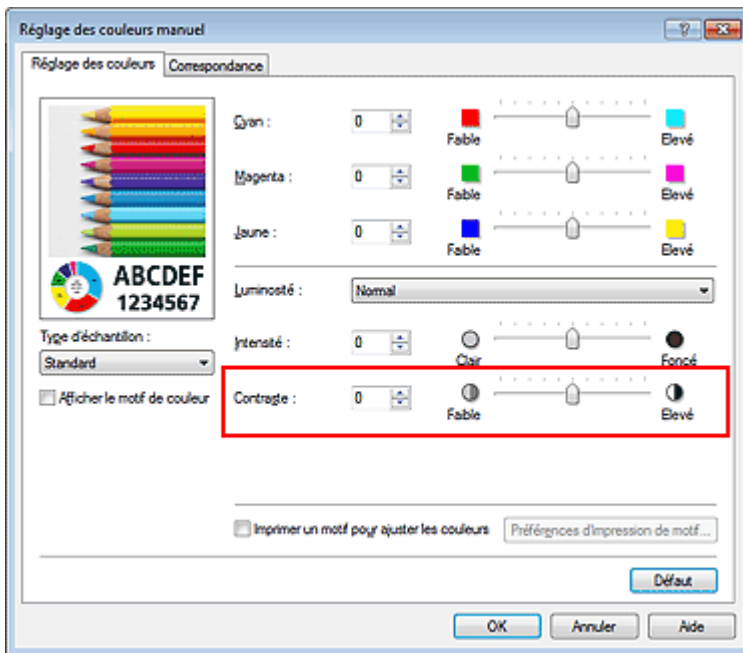 Réglage des couleurs manuel
Réglage des couleurs
Correspondance
ABCDEF
1234567
Type d'échantillon :
Standard
Afficher le motif de couleur
Cyan :
0
Faible
Elevé
Magenta :
0
Faible
Elevé
Jaune :
0
Faible
Elevé
Luminosité :
Normal
Intensité :
0
Clair
Foncé
Contraste :
0
Faible
Elevé
Imprimer un motif pour ajuster les couleurs
Préférences d'impression de motif...
Défaut
OK
Annuler
Aide